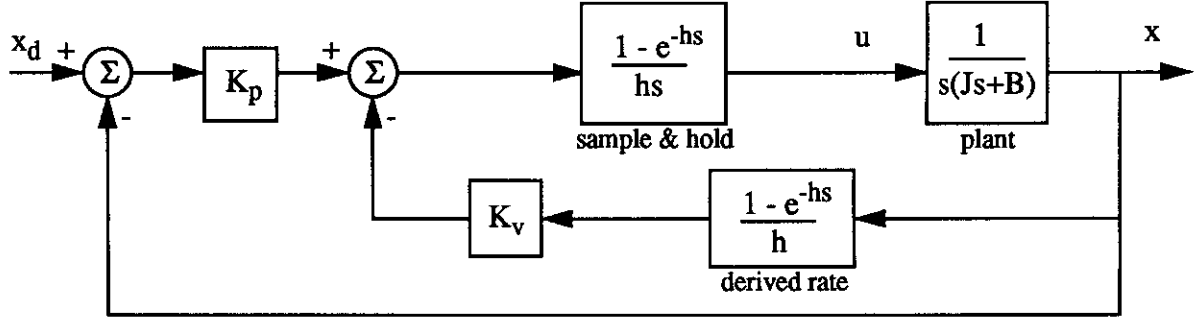 x_d + Σ K_p + Σ 1 - e^{-hs} / hs u 1 / s(Js+B) x
- -
sample & hold plant
K_v 1 - e^{-hs} / h
derived rate